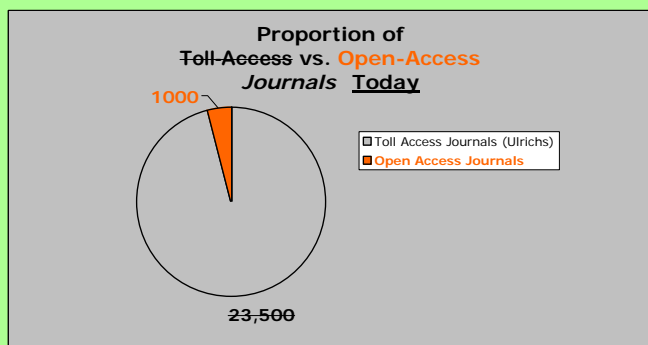 Proportion of
Toll-Access vs. Open-Access
Journals Today
1000
Toll Access Journals (Ulrichs)
Open Access Journals
23,500